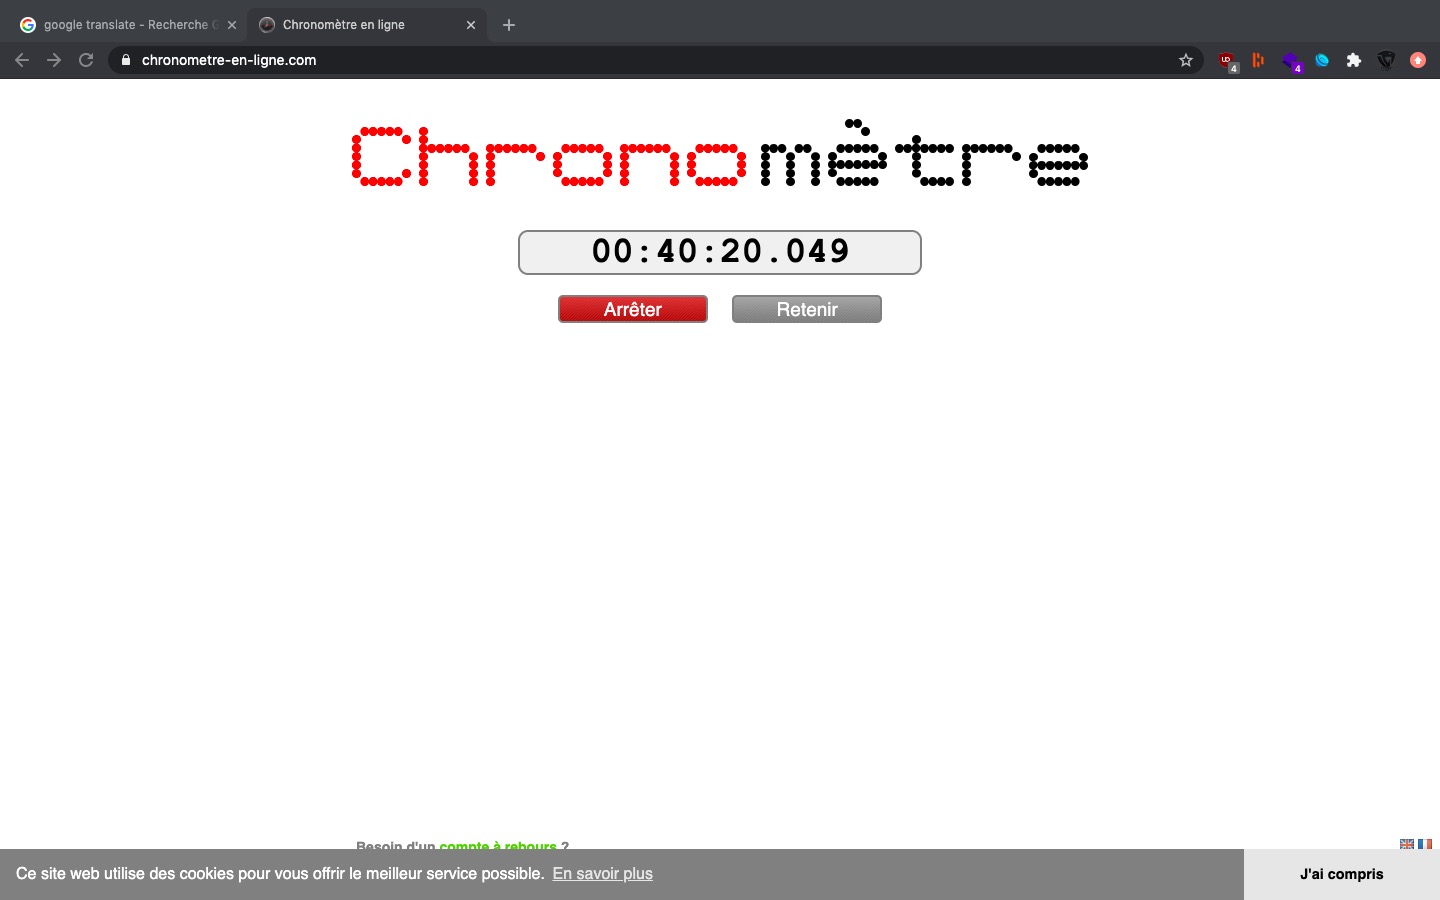 google translate - Recherche G
Chronomètre en ligne
chronometre-en-ligne.com
4
4
Chronomètre
00:40:20.049
Arrêter
Retenir
Besoin d'un compte à rebours ?
Ce site web utilise des cookies pour vous offrir le meilleur service possible. En savoir plus
J'ai compris